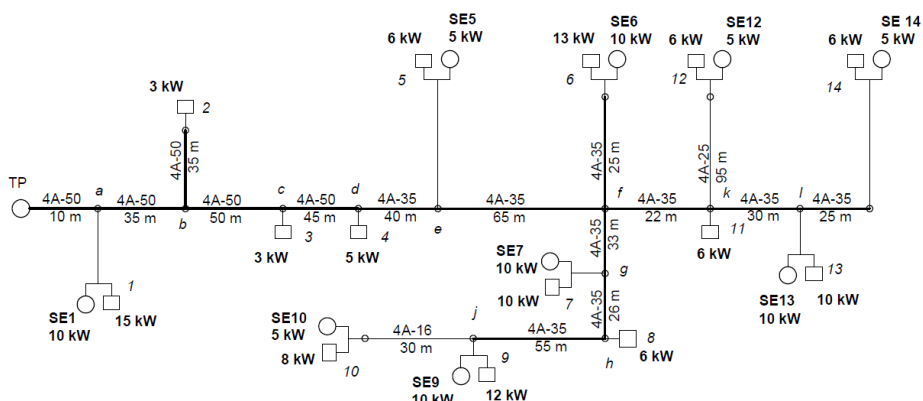 SE5
5 kW
6 kW
5
SE6
10 kW
13 kW
6
SE12
5 kW
6 kW
12
SE 14
5 kW
6 kW
14
3 kW
2
4A-50
35 m
4A-35
25 m
4A-25
95 m
TP
4A-50
10 m
a
4A-50
35 m
b
4A-50
50 m
c
4A-50
45 m
d
4A-35
40 m
e
4A-35
65 m
f
4A-35
22 m
k
4A-35
30 m
l
4A-35
25 m
3
3 kW
4
5 kW
11
6 kW
4A-35
33 m
1
SE1
10 kW
15 kW
SE7
10 kW
10 kW
7
g
13
SE13
10 kW
10 kW
4A-35
26 m
SE10
5 kW
8 kW
10
4A-16
30 m
j
4A-35
55 m
h
8
6 kW
9
SE9
10 kW
12 kW